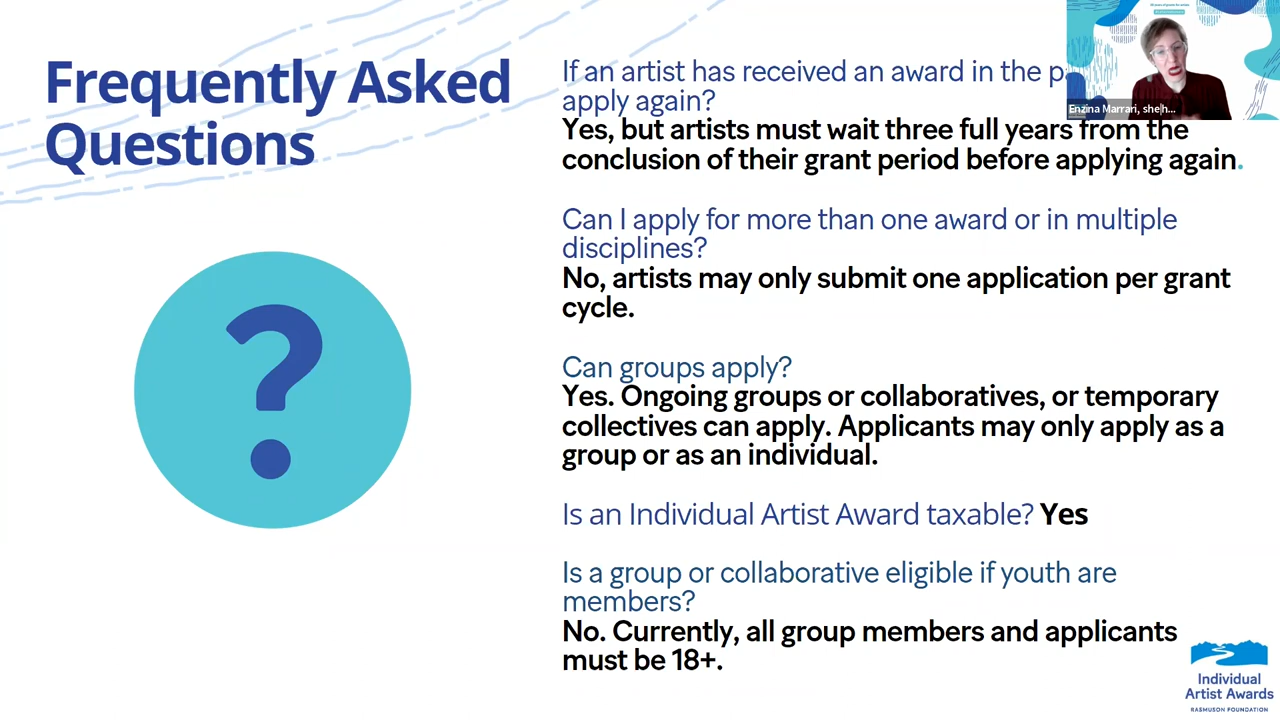 Frequently Asked
Questions
If an artist has received an award in the
apply again?
Yes, but artists must wait three full years from the
conclusion of their grant period before applying again.
Can I apply for more than one award or in multiple
disciplines?
No, artists may only submit one application per grant
cycle.
Can groups apply?
Yes. Ongoing groups or collaboratives, or temporary
collectives can apply. Applicants may only apply as a
group or as an individual.
Is an Individual Artist Award taxable? Yes
Is a group or collaborative eligible if youth are
members?
No. Currently, all group members and applicants
must be 18+.
?
Enzina Marrari, she|h...
Individual
Artist Awards
RASMUSON FOUNDATION